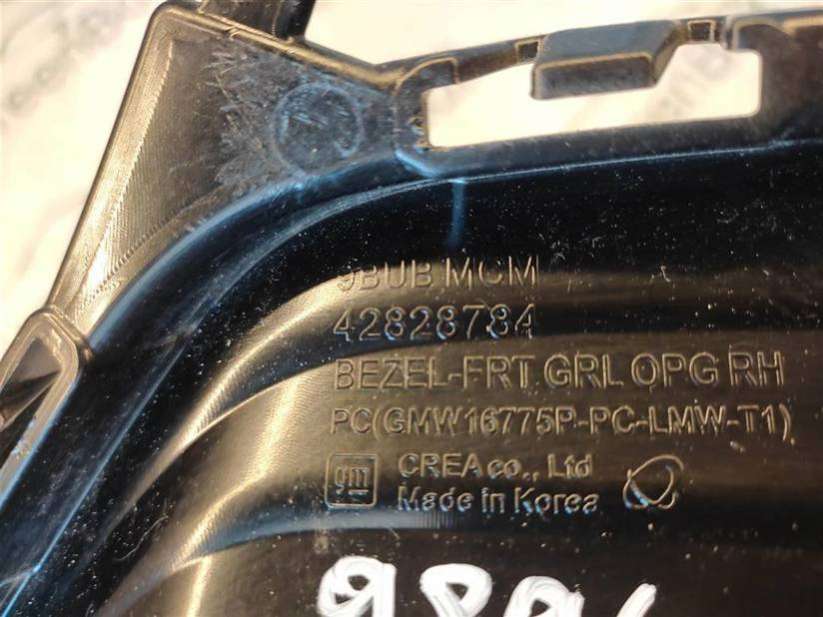 9BUB MCM
42828784
BEZEL-FRT GRL OPG RH
PC(GMW16775P-PC-LMW-T1)
gm CREA co., Ltd
Made in Korea